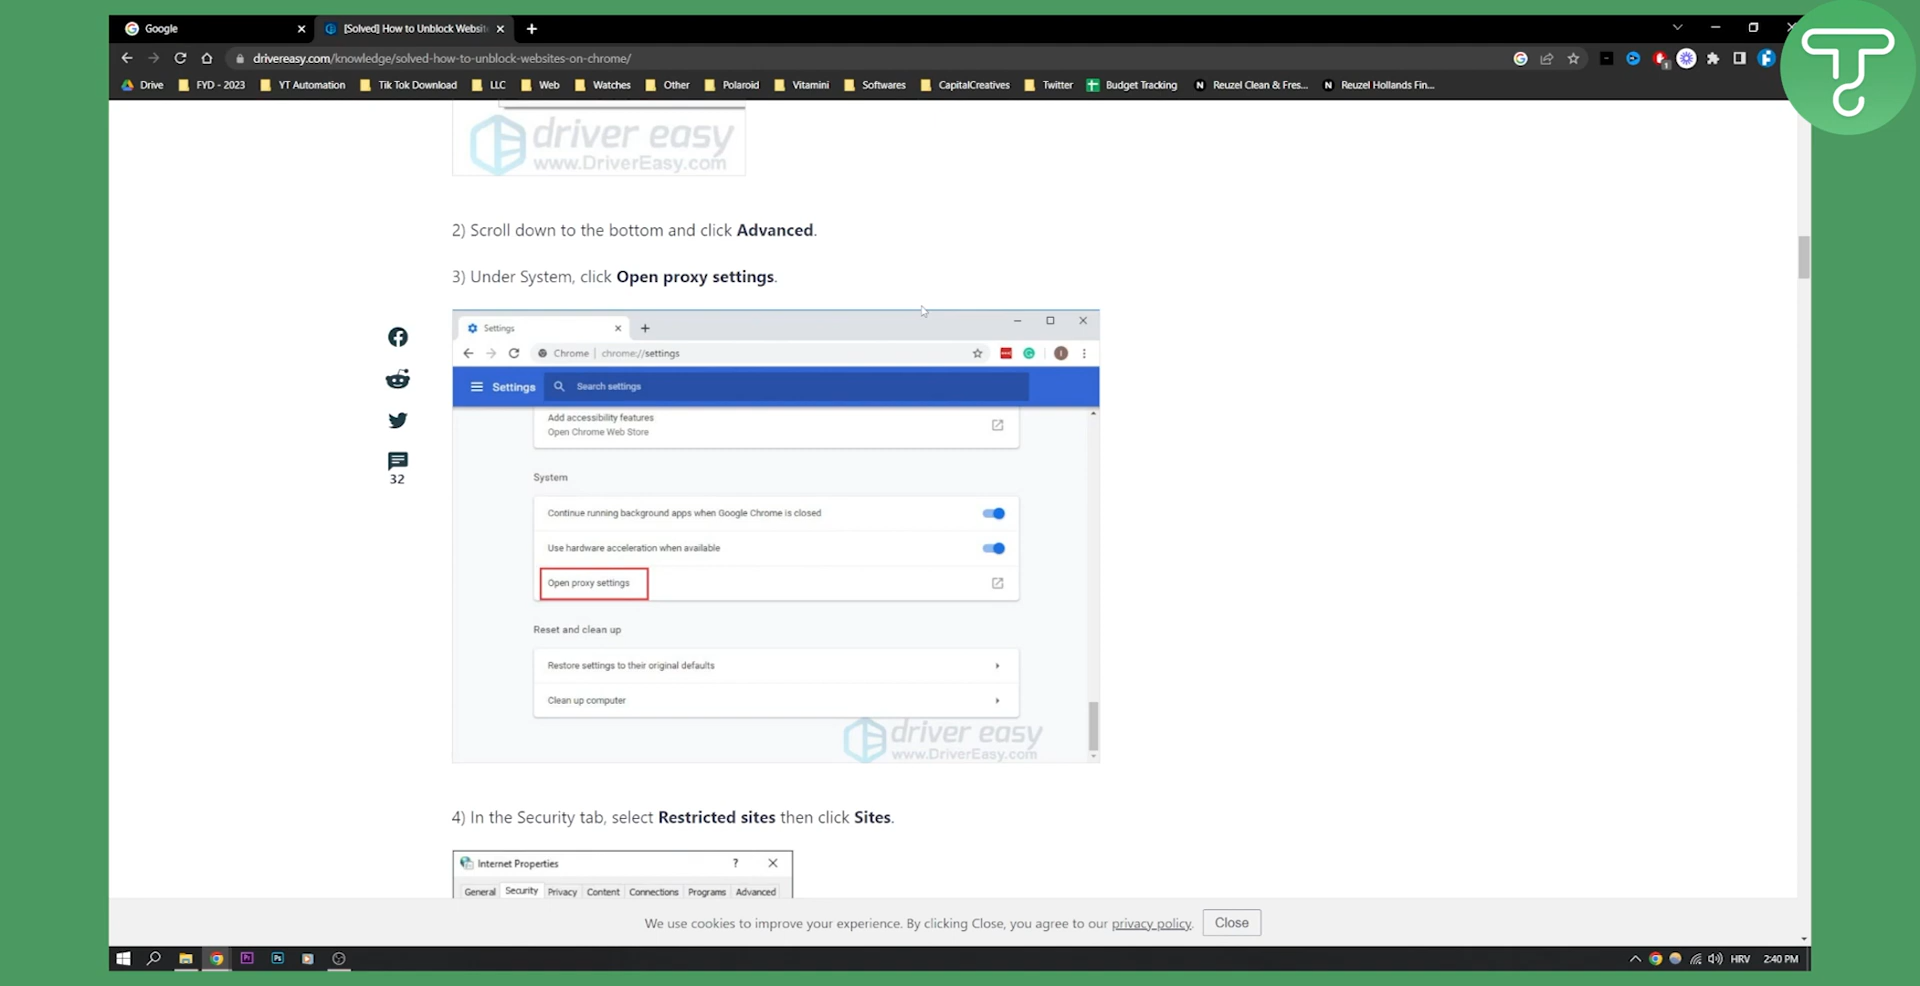 Google
[Solved] How to Unblock Websit
drivereasy.com/knowledge/solved-how-to-unblock-websites-on-chrome/
1
Drive FYD - 2023 YT Automation Tik Tok Download LLC Web Watches Other Polaroid Vitamini Softwares CapitalCreatives Twitter Budget Tracking Reuzel Clean & Fres... Reuzel Hollands Fin...
driver easy
www.DriverEasy.com
2) Scroll down to the bottom and click Advanced.
3) Under System, click Open proxy settings.
Settings
Chrome | chrome://settings
Settings
Search settings
Add accessibility features
Open Chrome Web Store
32
System
Continue running background apps when Google Chrome is closed
Use hardware acceleration when available
Open proxy settings
Reset and clean up
Restore settings to their original defaults
Clean up computer
driver easy
www.DriverEasy.com
4) In the Security tab, select Restricted sites then click Sites.
Internet Properties
General Security Privacy Content Connections Programs Advanced
We use cookies to improve your experience. By clicking Close, you agree to our privacy policy. Close
Pr Ps HRV 2:40 PM